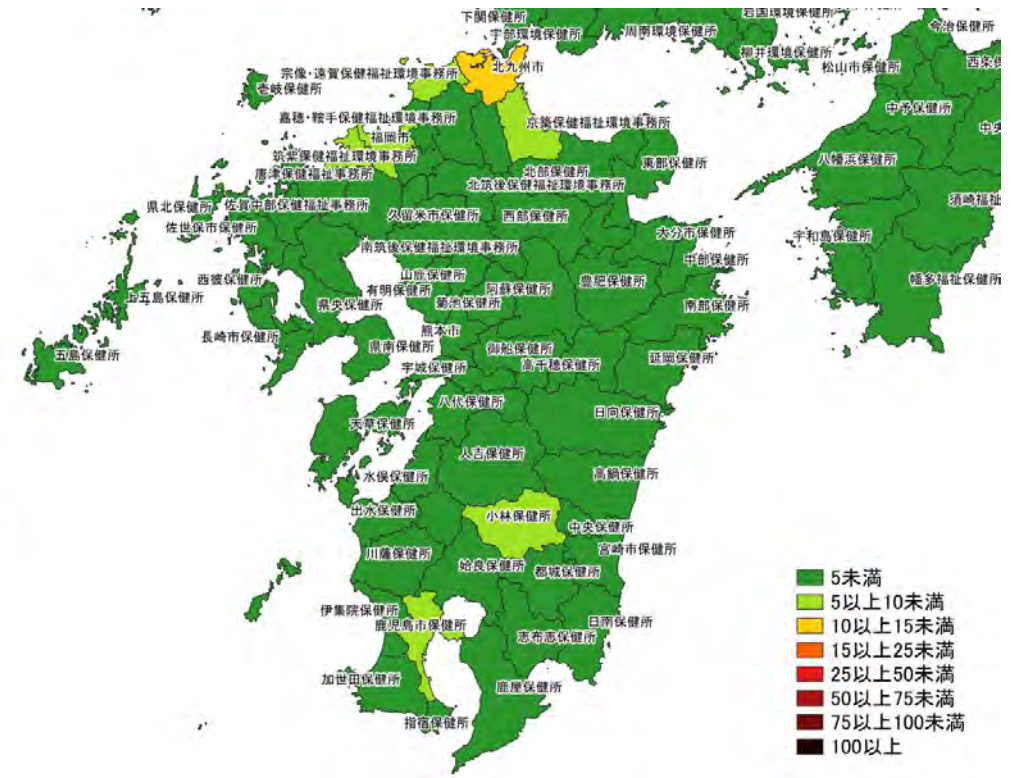 下関保健所
岩国環境保健所
宇部環境保健所
周南環境保健所
今治保健所
柳井環境保健所
北九州市
松山市保健所
西条保
宗像・遠賀保健福祉環境事務所
壱岐保健所
中予保健所
嘉穂・鞍手保健福祉環境事務所
京築保健福祉環境事務所
福岡市
中央
筑紫保健福祉環境事務所
東部保健所
八幡浜保健所
唐津保健福祉事務所
北部保健所
北筑後保健福祉環境事務所
県北保健所
佐賀中部保健福祉事務所
久留米市保健所
西部保健所
須崎福祉
佐世保市保健所
大分市保健所
宇和島保健所
南筑後保健福祉環境事務所
中部保健所
西彼保健所
山鹿保健所
豊肥保健所
幡多福祉保健所
上五島保健所
有明保健所
阿蘇保健所
県央保健所
菊池保健所
南部保健所
長崎市保健所
熊本市
五島保健所
県南保健所
御船保健所
延岡保健所
宇城保健所
高千穂保健所
八代保健所
日向保健所
天草保健所
人吉保健所
水俣保健所
高鍋保健所
出水保健所
小林保健所
中央保健所
宮崎市保健所
川薩保健所
姶良保健所
都城保健所
伊集院保健所
鹿児島市保健所
日南保健所
志布志保健所
加世田保健所
鹿屋保健所
指宿保健所
5未満
5以上10未満
10以上15未満
15以上25未満
25以上50未満
50以上75未満
75以上100未満
100以上